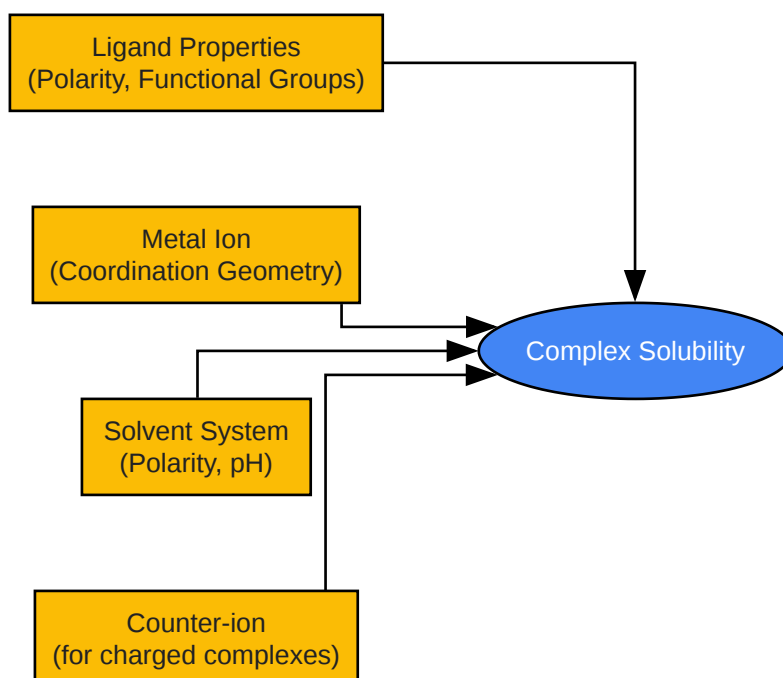 Ligand Properties
(Polarity, Functional Groups)
Metal Ion
(Coordination Geometry)
Complex Solubility
Solvent System
(Polarity, pH)
Counter-ion
(for charged complexes)